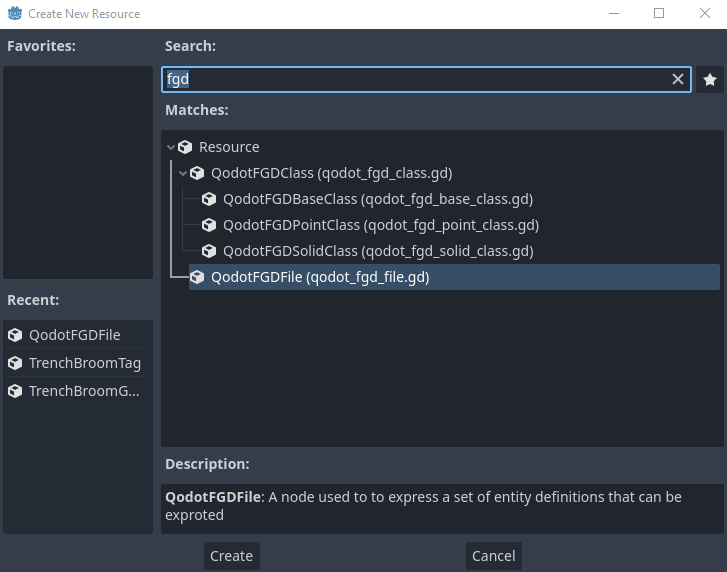 Create New Resource
Favorites:
Search:
fgd
Matches:
Resource
QodotFGDClass (qodot_fgd_class.gd)
QodotFGDBaseClass (qodot_fgd_base_class.gd)
QodotFGDPointClass (qodot_fgd_point_class.gd)
QodotFGDSolidClass (qodot_fgd_solid_class.gd)
QodotFGDFile (qodot_fgd_file.gd)
Recent:
QodotFGDFile
TrenchBroomTag
TrenchBroomG...
Description:
QodotFGDFile: A node used to to express a set of entity definitions that can be
exproted
Create
Cancel